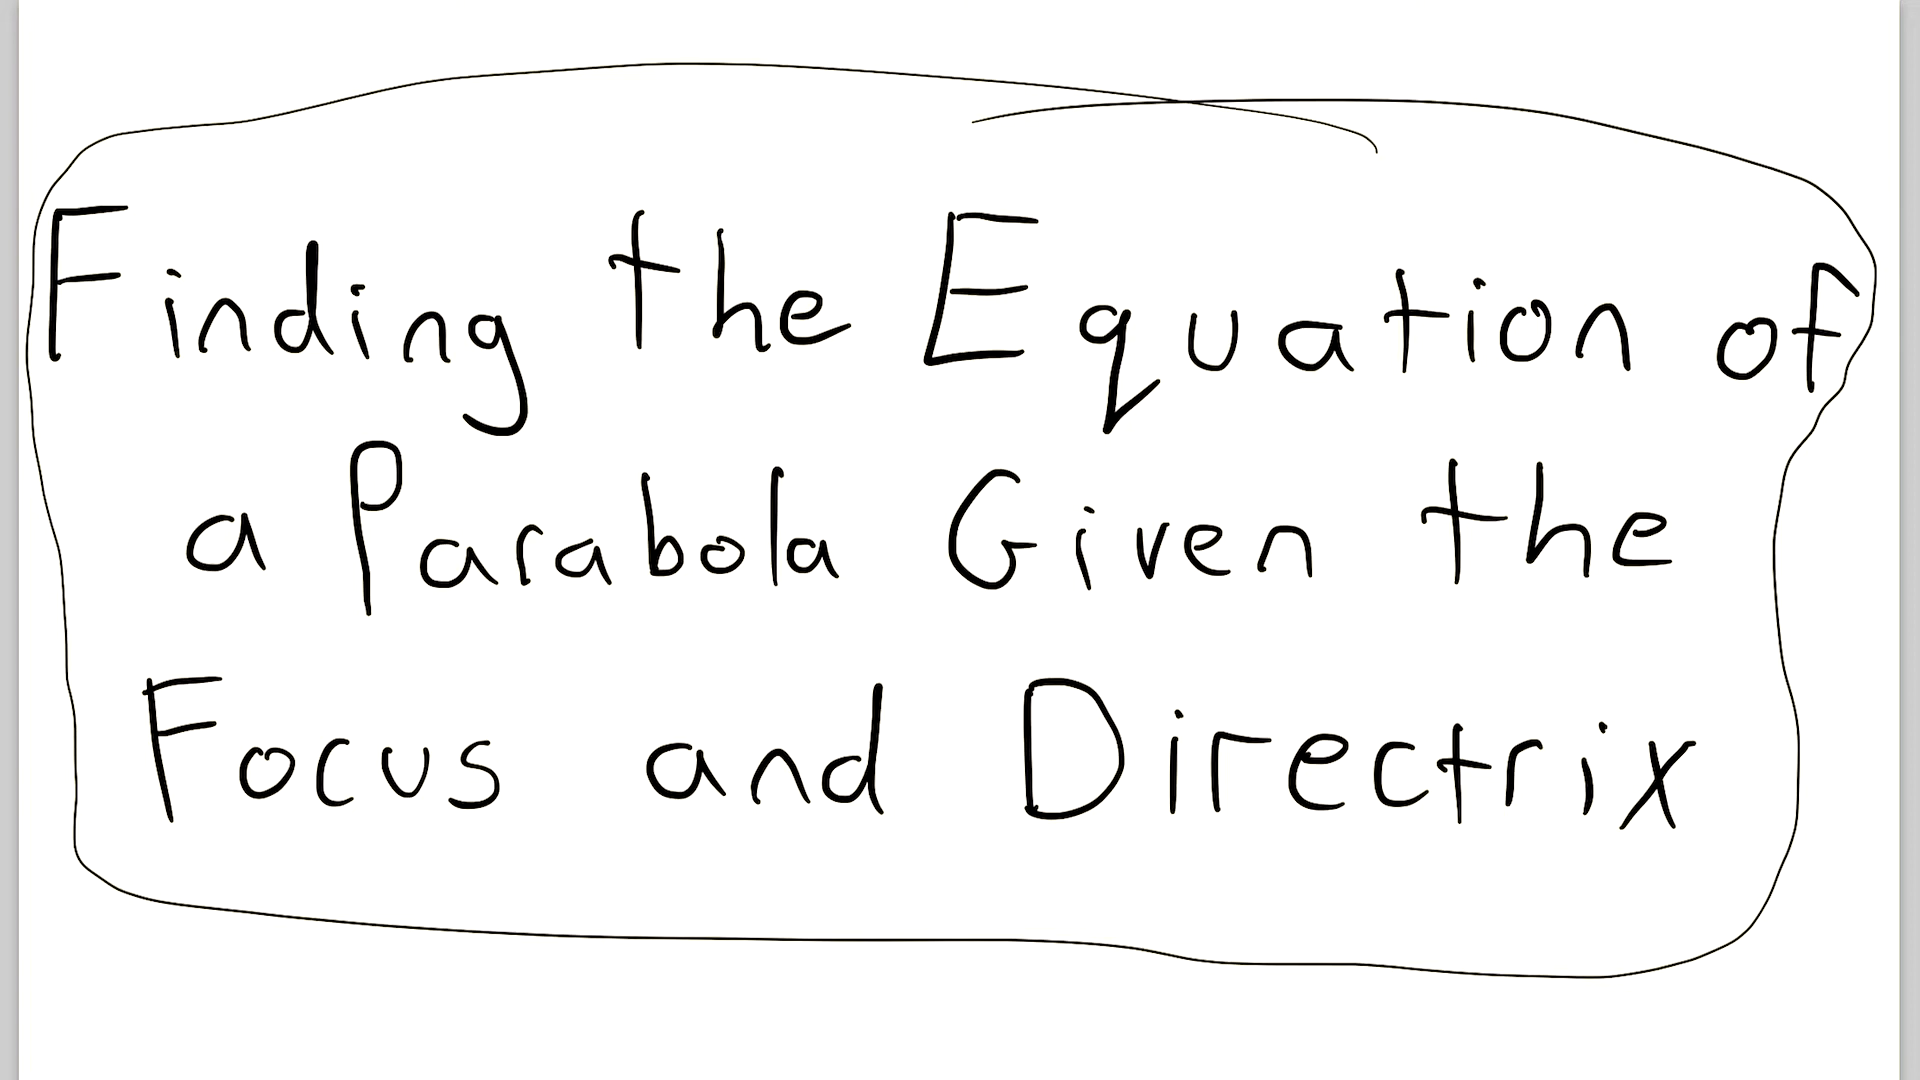 Finding the Equation of
a Parabola Given the
Focus and Directrix